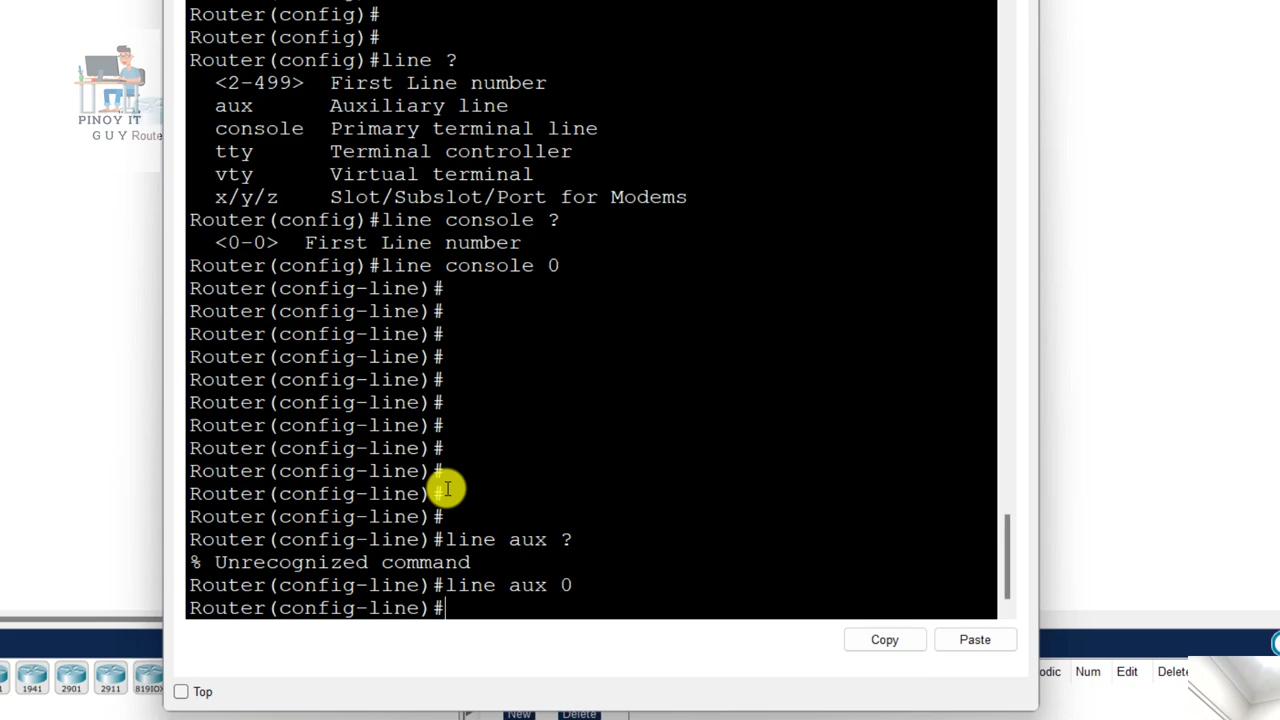 Router(config)#
Router(config)#
Router(config)#line ?
<2-499> First Line number
aux Auxiliary line
console Primary terminal line
tty Terminal controller
vty Virtual terminal
x/y/z Slot/Subslot/Port for Modems
Router(config)#line console ?
<0-0> First Line number
Router(config)#line console 0
Router(config-line)#
Router(config-line)#
Router(config-line)#
Router(config-line)#
Router(config-line)#
Router(config-line)#
Router(config-line)#
Router(config-line)#
Router(config-line)#
Router(config-line)#
Router(config-line)#
Router(config-line)#line aux ?
% Unrecognized command
Router(config-line)#line aux 0
Router(config-line)#
PINOY IT
GUY Route
Copy Paste
1941 2901 2911 819IOX
odic Num Edit Delete
Top
New Delete